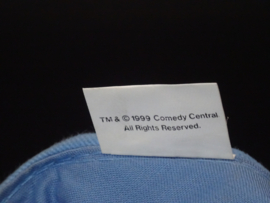 TM & © 1999 Comedy Central.
All Rights Reserved.